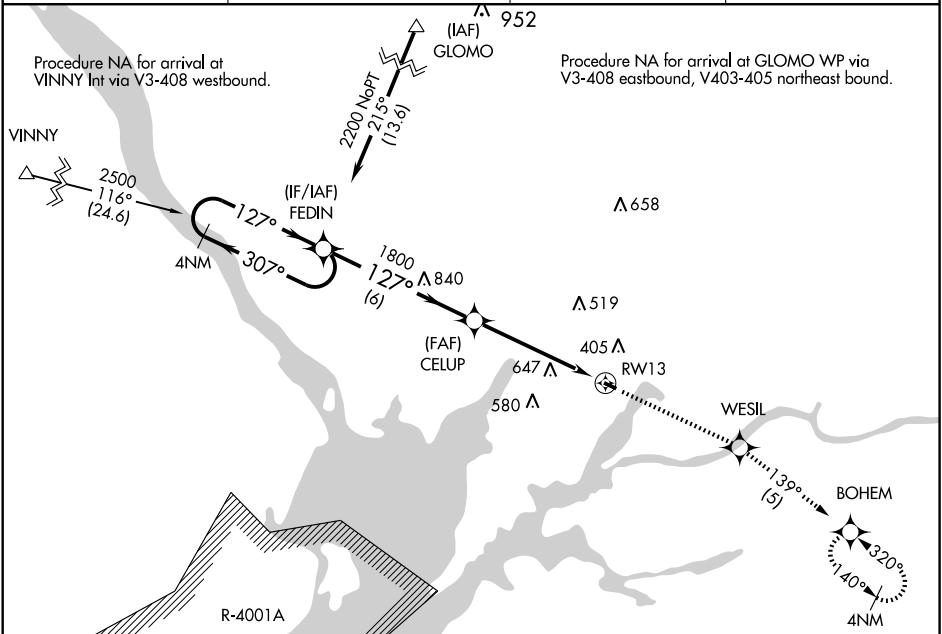 952
(IAF)
GLOMO
Procedure NA for arrival at
VINNY Int via V3-408 westbound.
Procedure NA for arrival at GLOMO WP via
V3-408 eastbound, V403-405 northeast bound.
2200 NoPT
215°
(13.6)
VINNY
2500
116°
(24.6)
(IF/IAF)
FEDIN
658
127°
307°
4NM
1800
127°
(6)
840
519
(FAF)
CELUP
405
647
RW13
580
WESIL
139°
(5)
BOHEM
320°
140°
4NM
R-4001A